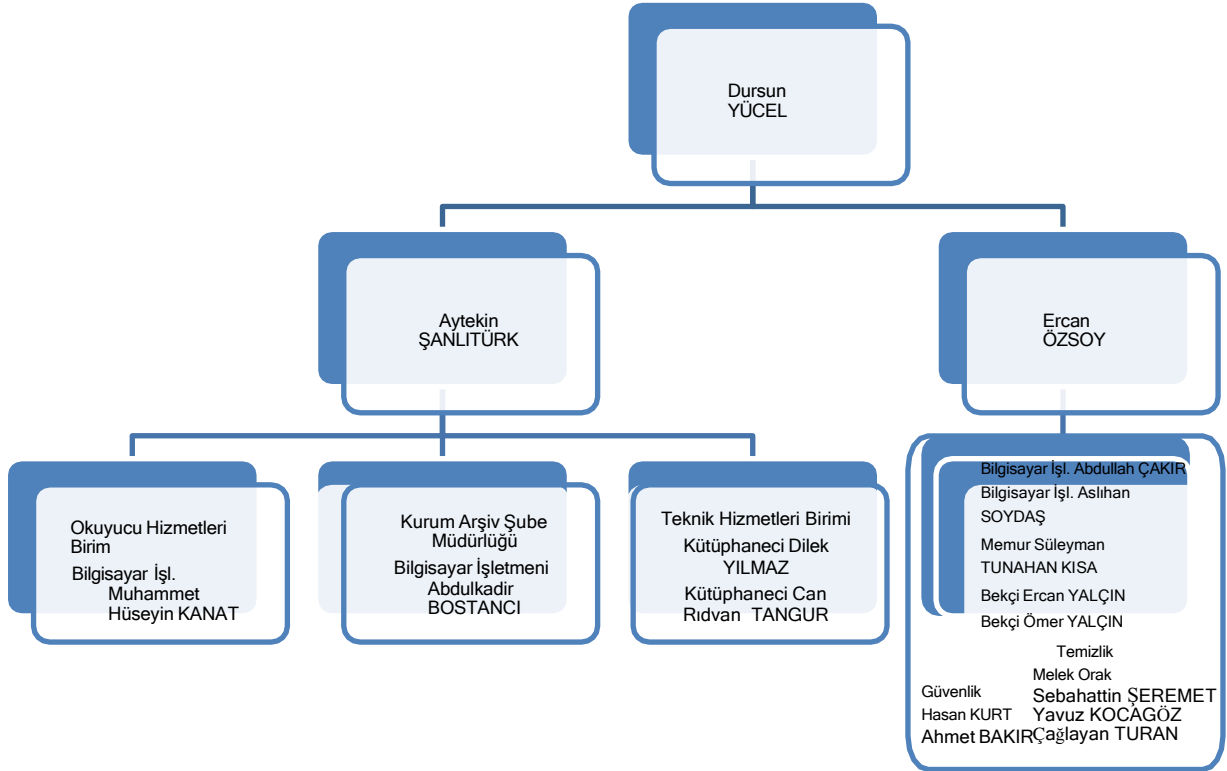 Dursun
YÜCEL
Aytekin
ŞANLITÜRK
Ercan
ÖZSOY
Okuyucu Hizmetleri
Birim
Bilgisayar İşl.
Muhammet
Hüseyin KANAT
Kurum Arşiv Şube
Müdürlüğü
Bilgisayar İşletmeni
Abdulkadir
BOSTANCI
Teknik Hizmetleri Birimi
Kütüphaneci Dilek
YILMAZ
Kütüphaneci Can
Rıdvan TANGUR
Bilgisayar İşl. Abdullah ÇAKIR
Bilgisayar İşl. Aslıhan
SOYDAŞ
Memur Süleyman
TUNAHAN KISA
Bekçi Ercan YALÇIN
Bekçi Ömer YALÇIN
Temizlik
Melek Orak
Sebahattin ŞEREMET
Yavuz KOCAGÖZ
Çağlayan TURAN
Güvenlik
Hasan KURT
Ahmet BAKIR